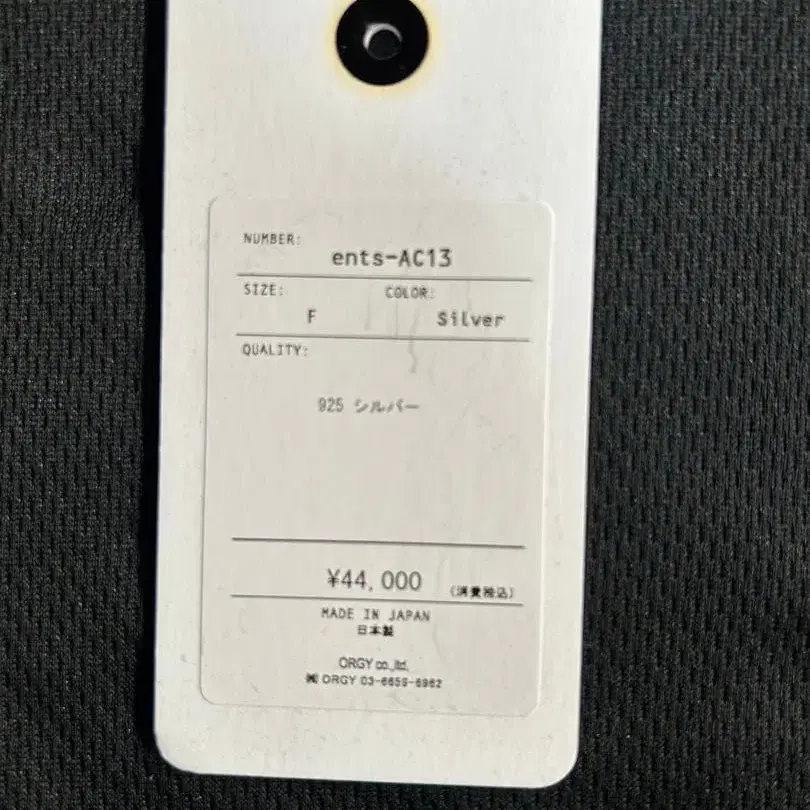 NUMBER:
ents-AC13
SIZE: COLOR:
F Silver
QUALITY:
925 シルバー
¥44,000 (消費税込)
MADE IN JAPAN
日本製
ORGY co.,ltd.
㈱ ORGY 03-6659-6962